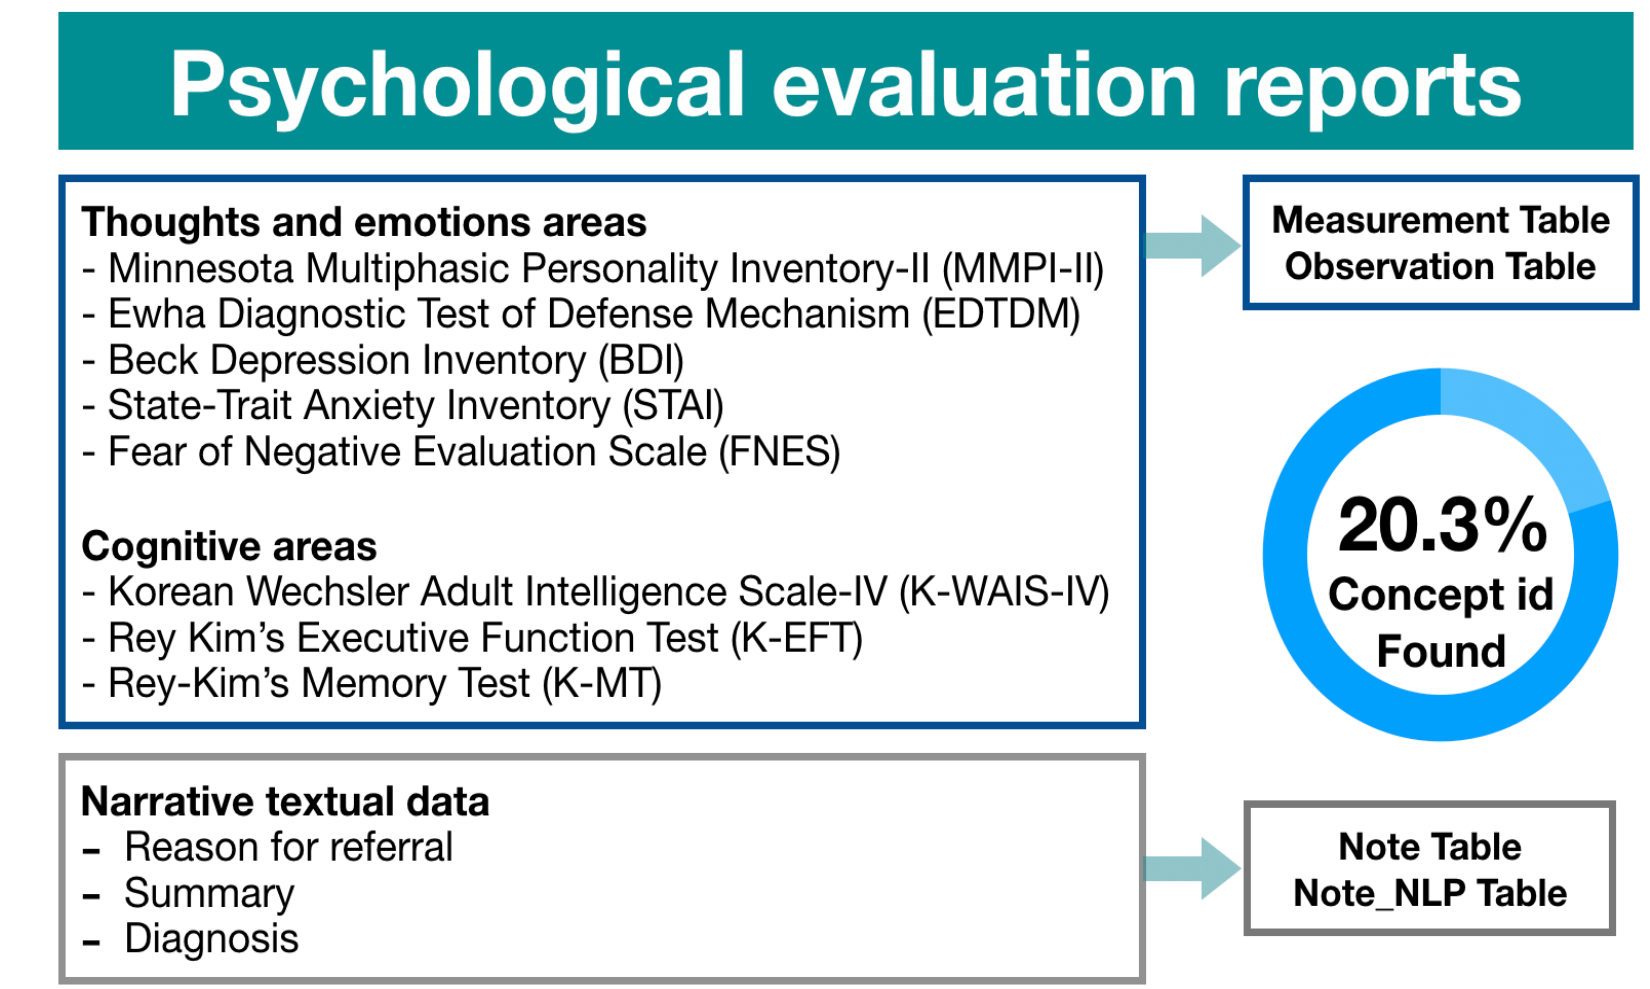 Psychological evaluation reports
Thoughts and emotions areas
- Minnesota Multiphasic Personality Inventory-II (MMPI-II)
- Ewha Diagnostic Test of Defense Mechanism (EDTDM)
- Beck Depression Inventory (BDI)
- State-Trait Anxiety Inventory (STAI)
- Fear of Negative Evaluation Scale (FNES)
Cognitive areas
- Korean Wechsler Adult Intelligence Scale-IV (K-WAIS-IV)
- Rey Kim’s Executive Function Test (K-EFT)
- Rey-Kim’s Memory Test (K-MT)
Measurement Table
Observation Table
20.3%
Concept id
Found
Narrative textual data
– Reason for referral
– Summary
– Diagnosis
Note Table
Note_NLP Table